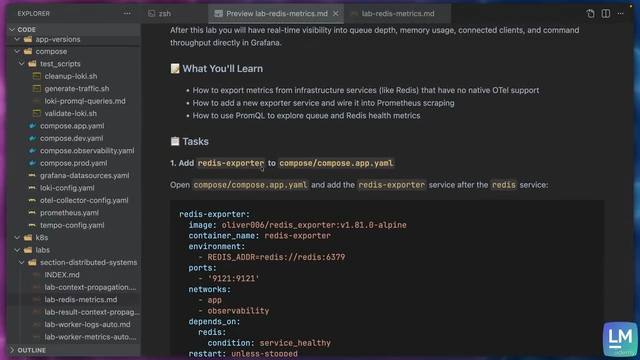 EXPLORER
···
zsh
Preview lab-redis-metrics.md
lab-redis-metrics.md
CODE
app-versions
compose
test_scripts
cleanup-loki.sh
generate-traffic.sh
loki-promql-queries.md
validate-loki.sh
compose.app.yaml
compose.dev.yaml
compose.observability.yaml
compose.prod.yaml
grafana-datasources.yaml
loki-config.yaml
otel-collector-config.yaml
prometheus.yaml
tempo-config.yaml
k8s
labs
section-distributed-systems
INDEX.md
lab-context-propagation....
lab-redis-metrics.md
lab-result-context-propag...
lab-worker-logs-auto.md
lab-worker-metrics-auto....
OUTLINE
After this lab you will have real-time visibility into queue depth, memory usage, connected clients, and command
throughput directly in Grafana.
What You'll Learn
• How to export metrics from infrastructure services (like Redis) that have no native OTel support
• How to add a new exporter service and wire it into Prometheus scraping
• How to use PromQL to explore queue and Redis health metrics
Tasks
1. Add redis-exporter to compose/compose.app.yaml
Open compose/compose.app.yaml and add the redis-exporter service after the redis service:
redis-exporter:
image: oliver006/redis_exporter:v1.81.0-alpine
container_name: redis-exporter
environment:
- REDIS_ADDR=redis://redis:6379
ports:
- '9121:9121'
networks:
- app
- observability
depends_on:
redis:
condition: service_healthy
restart: unless-stopped
LM
udemy